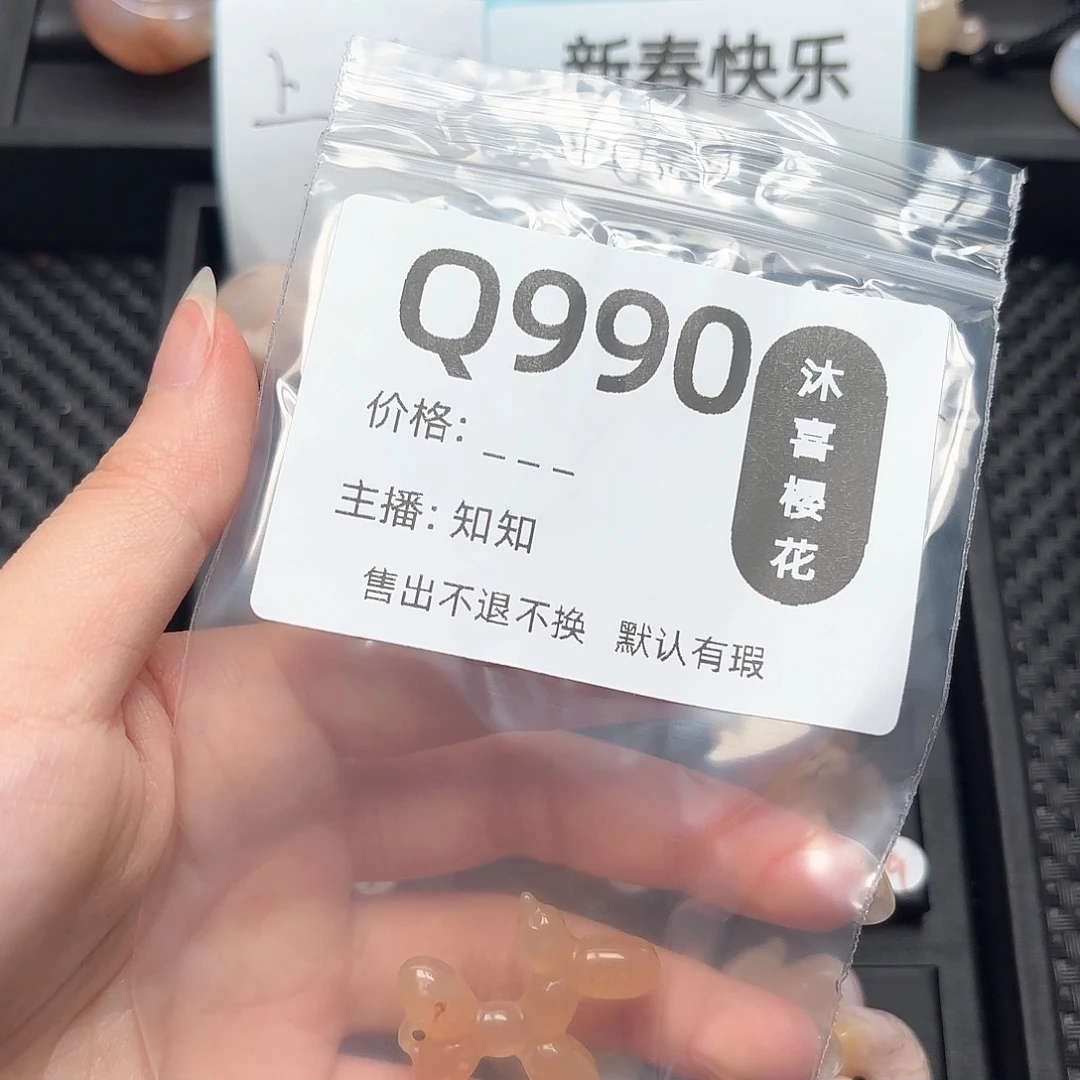 新春快乐
上
Q990
沐喜樱花
价格: _ _ _
主播: 知知
售出不退不换 默认有瑕